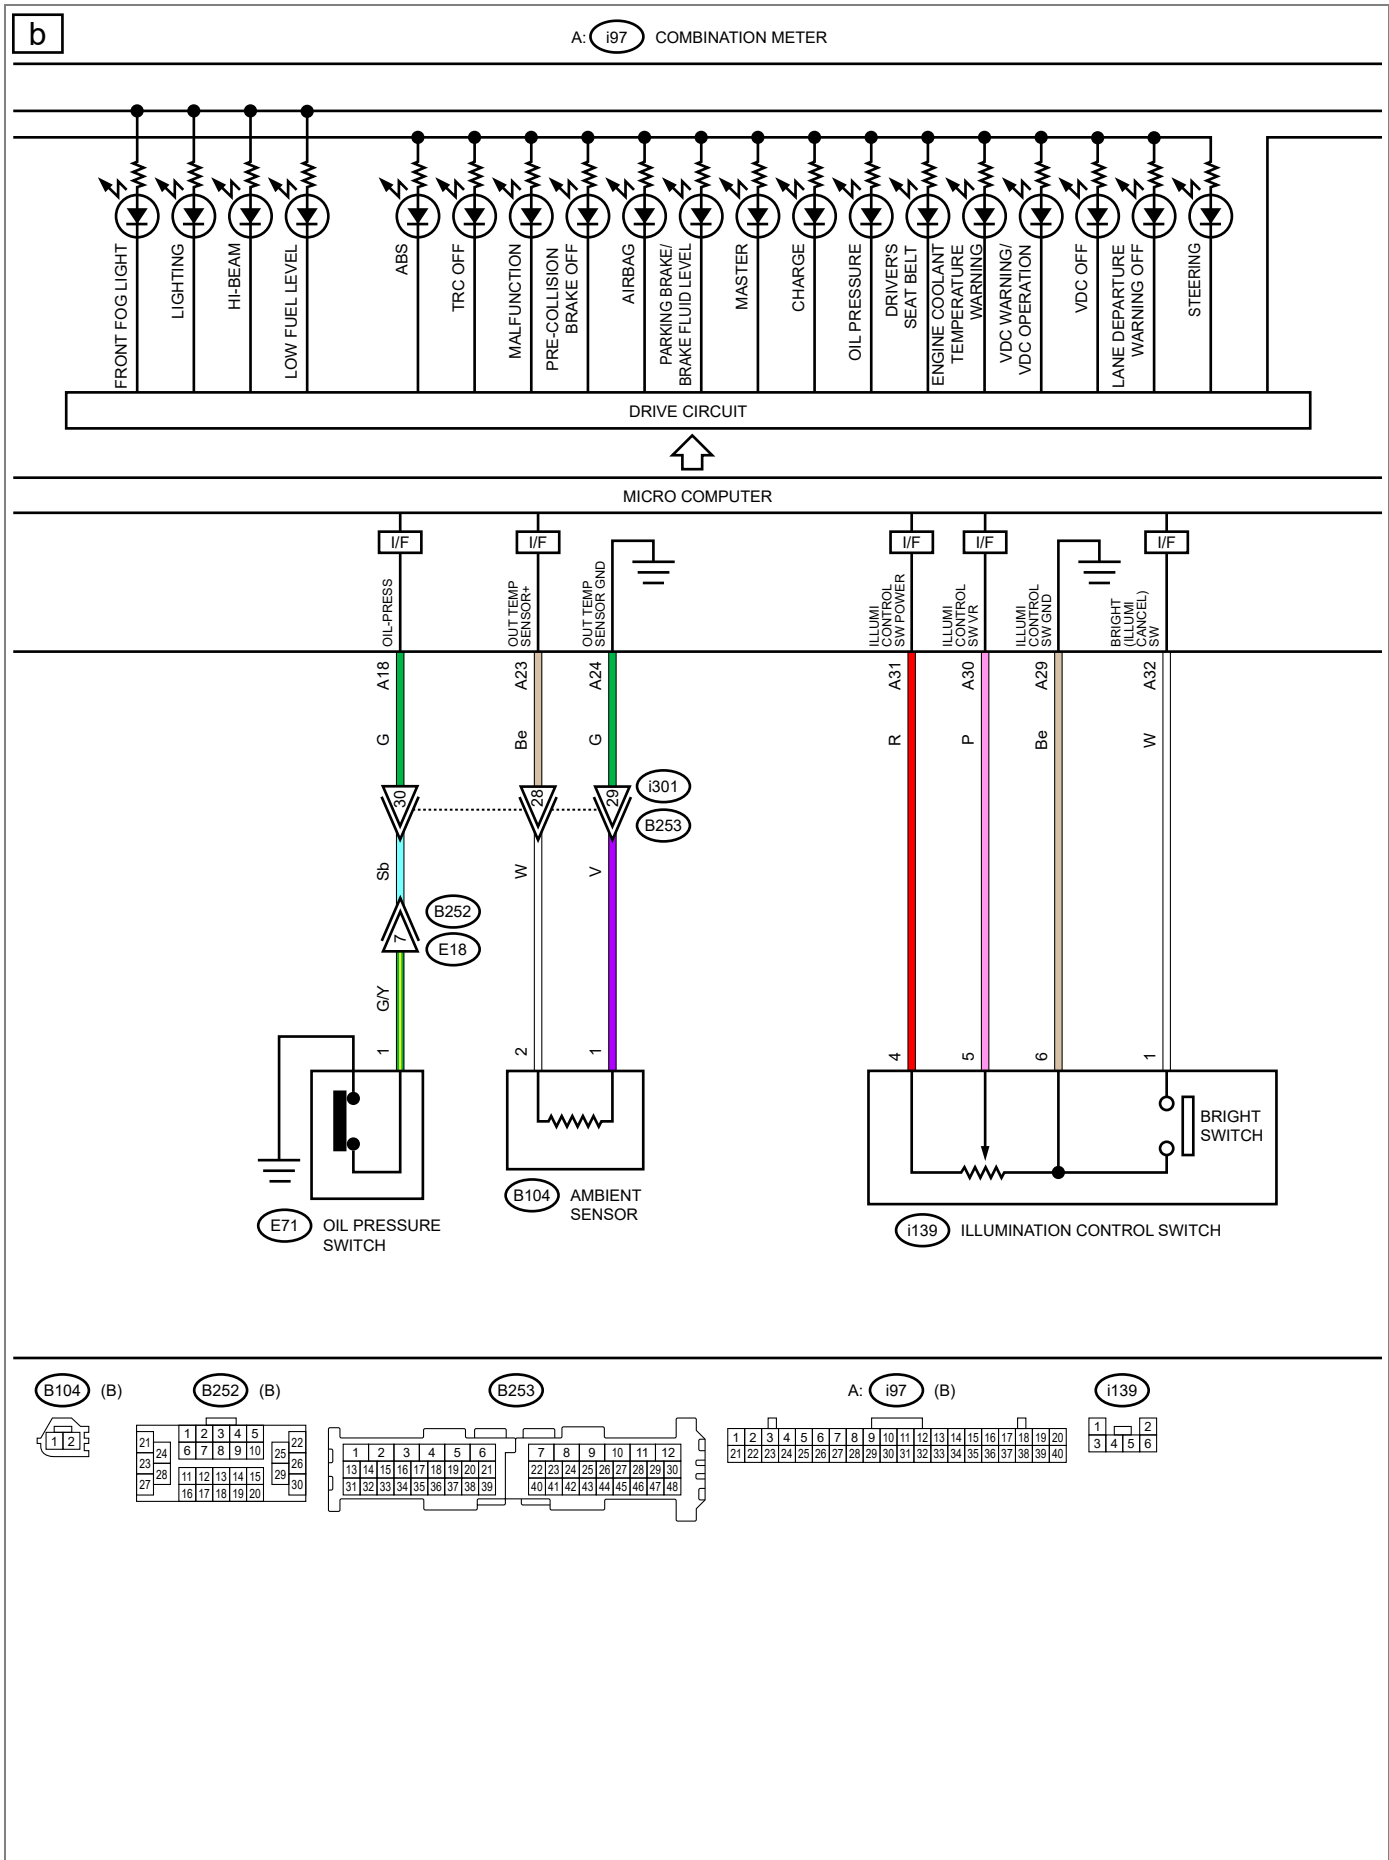 b
A: i97 COMBINATION METER
FRONT FOG LIGHT
LIGHTING
HI-BEAM
LOW FUEL LEVEL
ABS
TRC OFF
MALFUNCTION
PRE-COLLISION
BRAKE OFF
AIRBAG
PARKING BRAKE/
BRAKE FLUID LEVEL
MASTER
CHARGE
OIL PRESSURE
DRIVER'S
SEAT BELT
ENGINE COOLANT
TEMPERATURE
WARNING
VDC WARNING/
VDC OPERATION
VDC OFF
LANE DEPARTURE
WARNING OFF
STEERING
DRIVE CIRCUIT
MICRO COMPUTER
I/F I/F I/F I/F I/F
OIL-PRESS
OUT TEMP
SENSOR+
OUT TEMP
SENSOR GND
ILLUMI
CONTROL
SW POWER
ILLUMI
CONTROL
SW VR
ILLUMI
CONTROL
SW GND
BRIGHT
(ILLUMI
CANCEL)
SW
A18 A23 A24 A31 A30 A29 A32
G Be G R P Be W
30 28 29 i301
B253
Sb W V
B252
7 E18
G/Y
1 2 1 4 5 6 1
BRIGHT
SWITCH
B104 AMBIENT
SENSOR
E71 OIL PRESSURE
SWITCH
i139 ILLUMINATION CONTROL SWITCH
B104 (B)
1 2
B252 (B)
1 2 3 4 5
6 7 8 9 10
11 12 13 14 15
16 17 18 19 20
21 24 23 28 27
22 25 26 29 30
B253
1 2 3 4 5 6 7 8 9 10 11 12
13 14 15 16 17 18 19 20 21 22 23 24 25 26 27 28 29 30
31 32 33 34 35 36 37 38 39 40 41 42 43 44 45 46 47 48
A: i97 (B)
1 2 3 4 5 6 7 8 9 10 11 12 13 14 15 16 17 18 19 20
21 22 23 24 25 26 27 28 29 30 31 32 33 34 35 36 37 38 39 40
i139
1 2
3 4 5 6